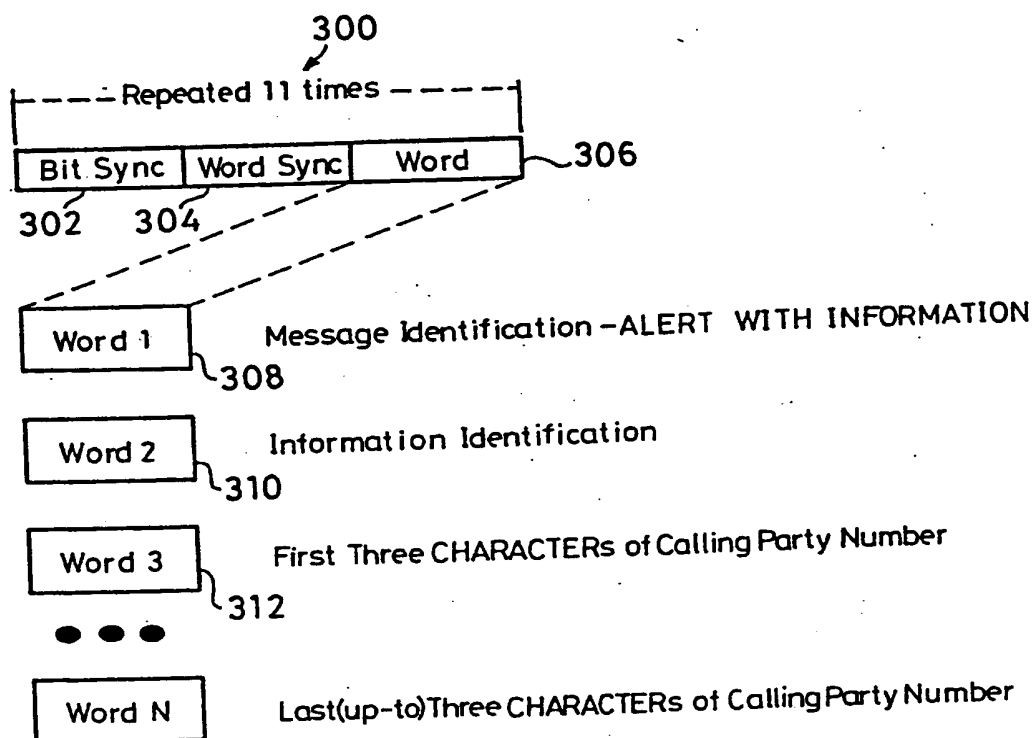 300
Repeated 11 times
Bit Sync Word Sync Word 306
302 304
Word 1 Message Identification-ALERT WITH INFORMATION
308
Word 2 Information Identification
310
Word 3 First Three CHARACTERs of Calling Party Number
312
Word N Last(up-to)Three CHARACTERs of Calling Party Number